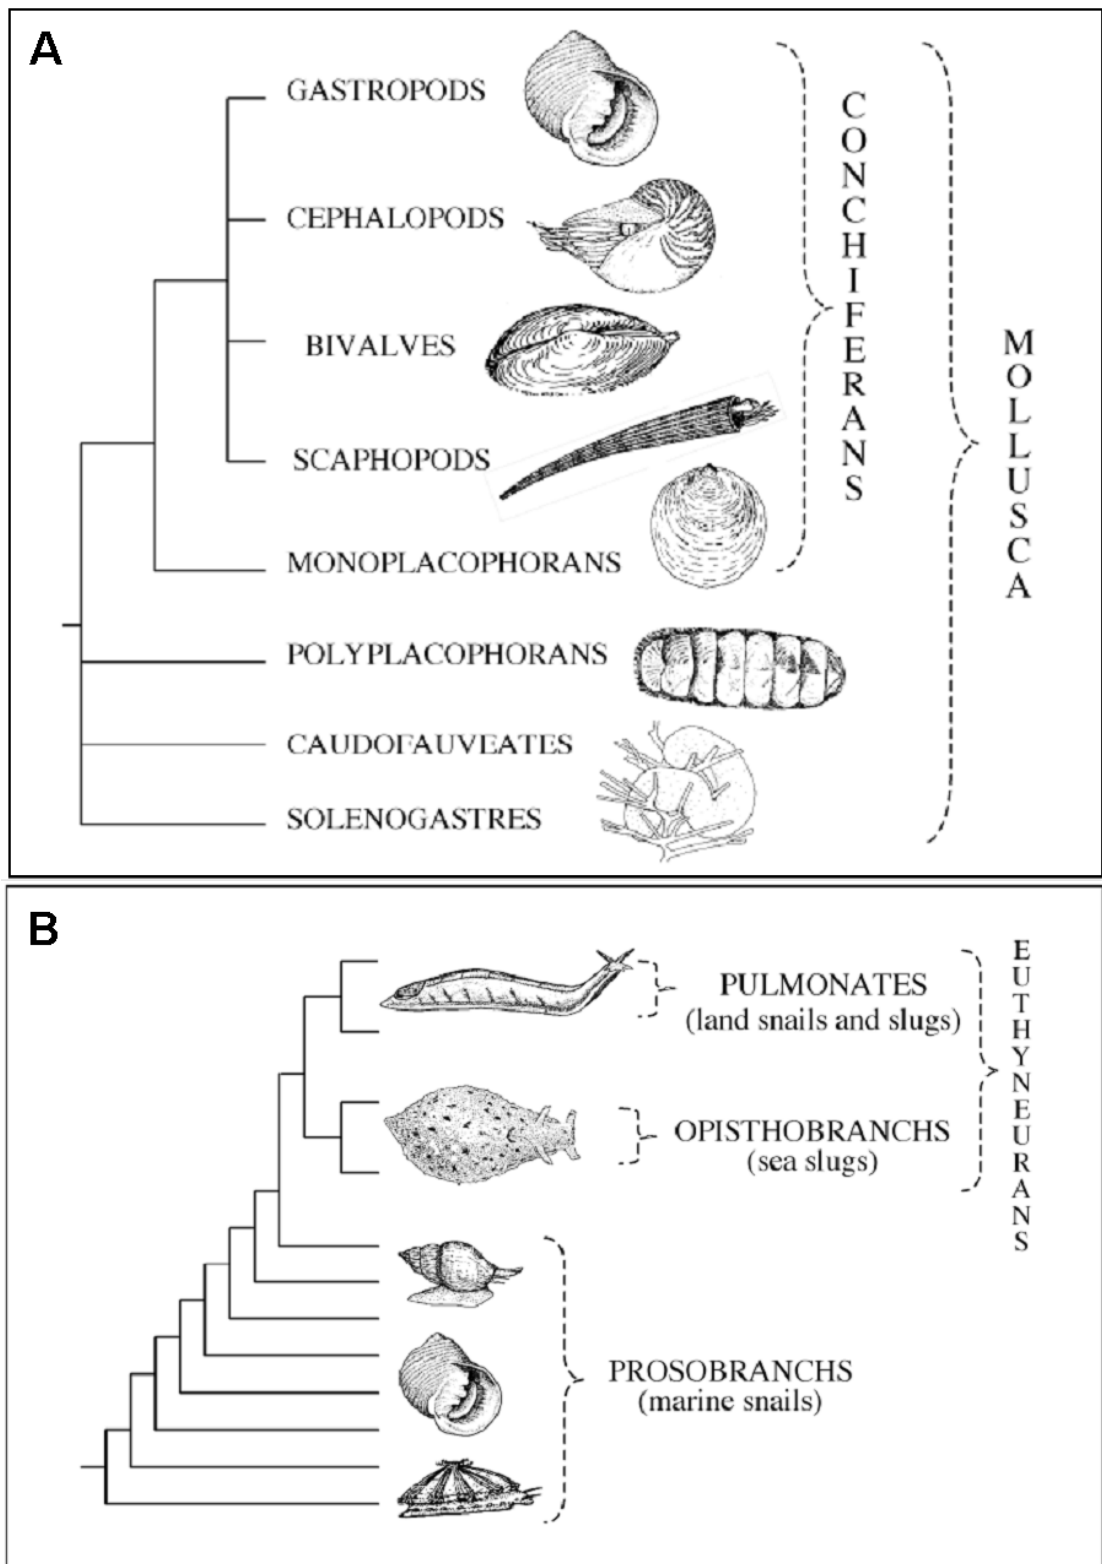 A
GASTROPODS
CEPHALOPODS
BIVALVES
SCAPHOPODS
MONOPLACOPHORANS
POLYPLACOPHORANS
CAUDOFAUVEATES
SOLENOGASTRES
CONCHIFERANS
MOLLUSCA
B
PULMONATES
(land snails and slugs)
OPISTHOBRANCHS
(sea slugs)
EUTHYNEURANS
PROSOBRANCHS
(marine snails)